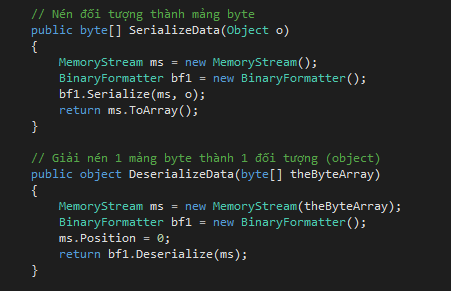 // Nén đối tượng thành mảng byte
public byte[] SerializeData(Object o)
{
    MemoryStream ms = new MemoryStream();
    BinaryFormatter bf1 = new BinaryFormatter();
    bf1.Serialize(ms, o);
    return ms.ToArray();
}

// Giải nén 1 mảng byte thành 1 đối tượng (object)
public object DeserializeData(byte[] theByteArray)
{
    MemoryStream ms = new MemoryStream(theByteArray);
    BinaryFormatter bf1 = new BinaryFormatter();
    ms.Position = 0;
    return bf1.Deserialize(ms);
}